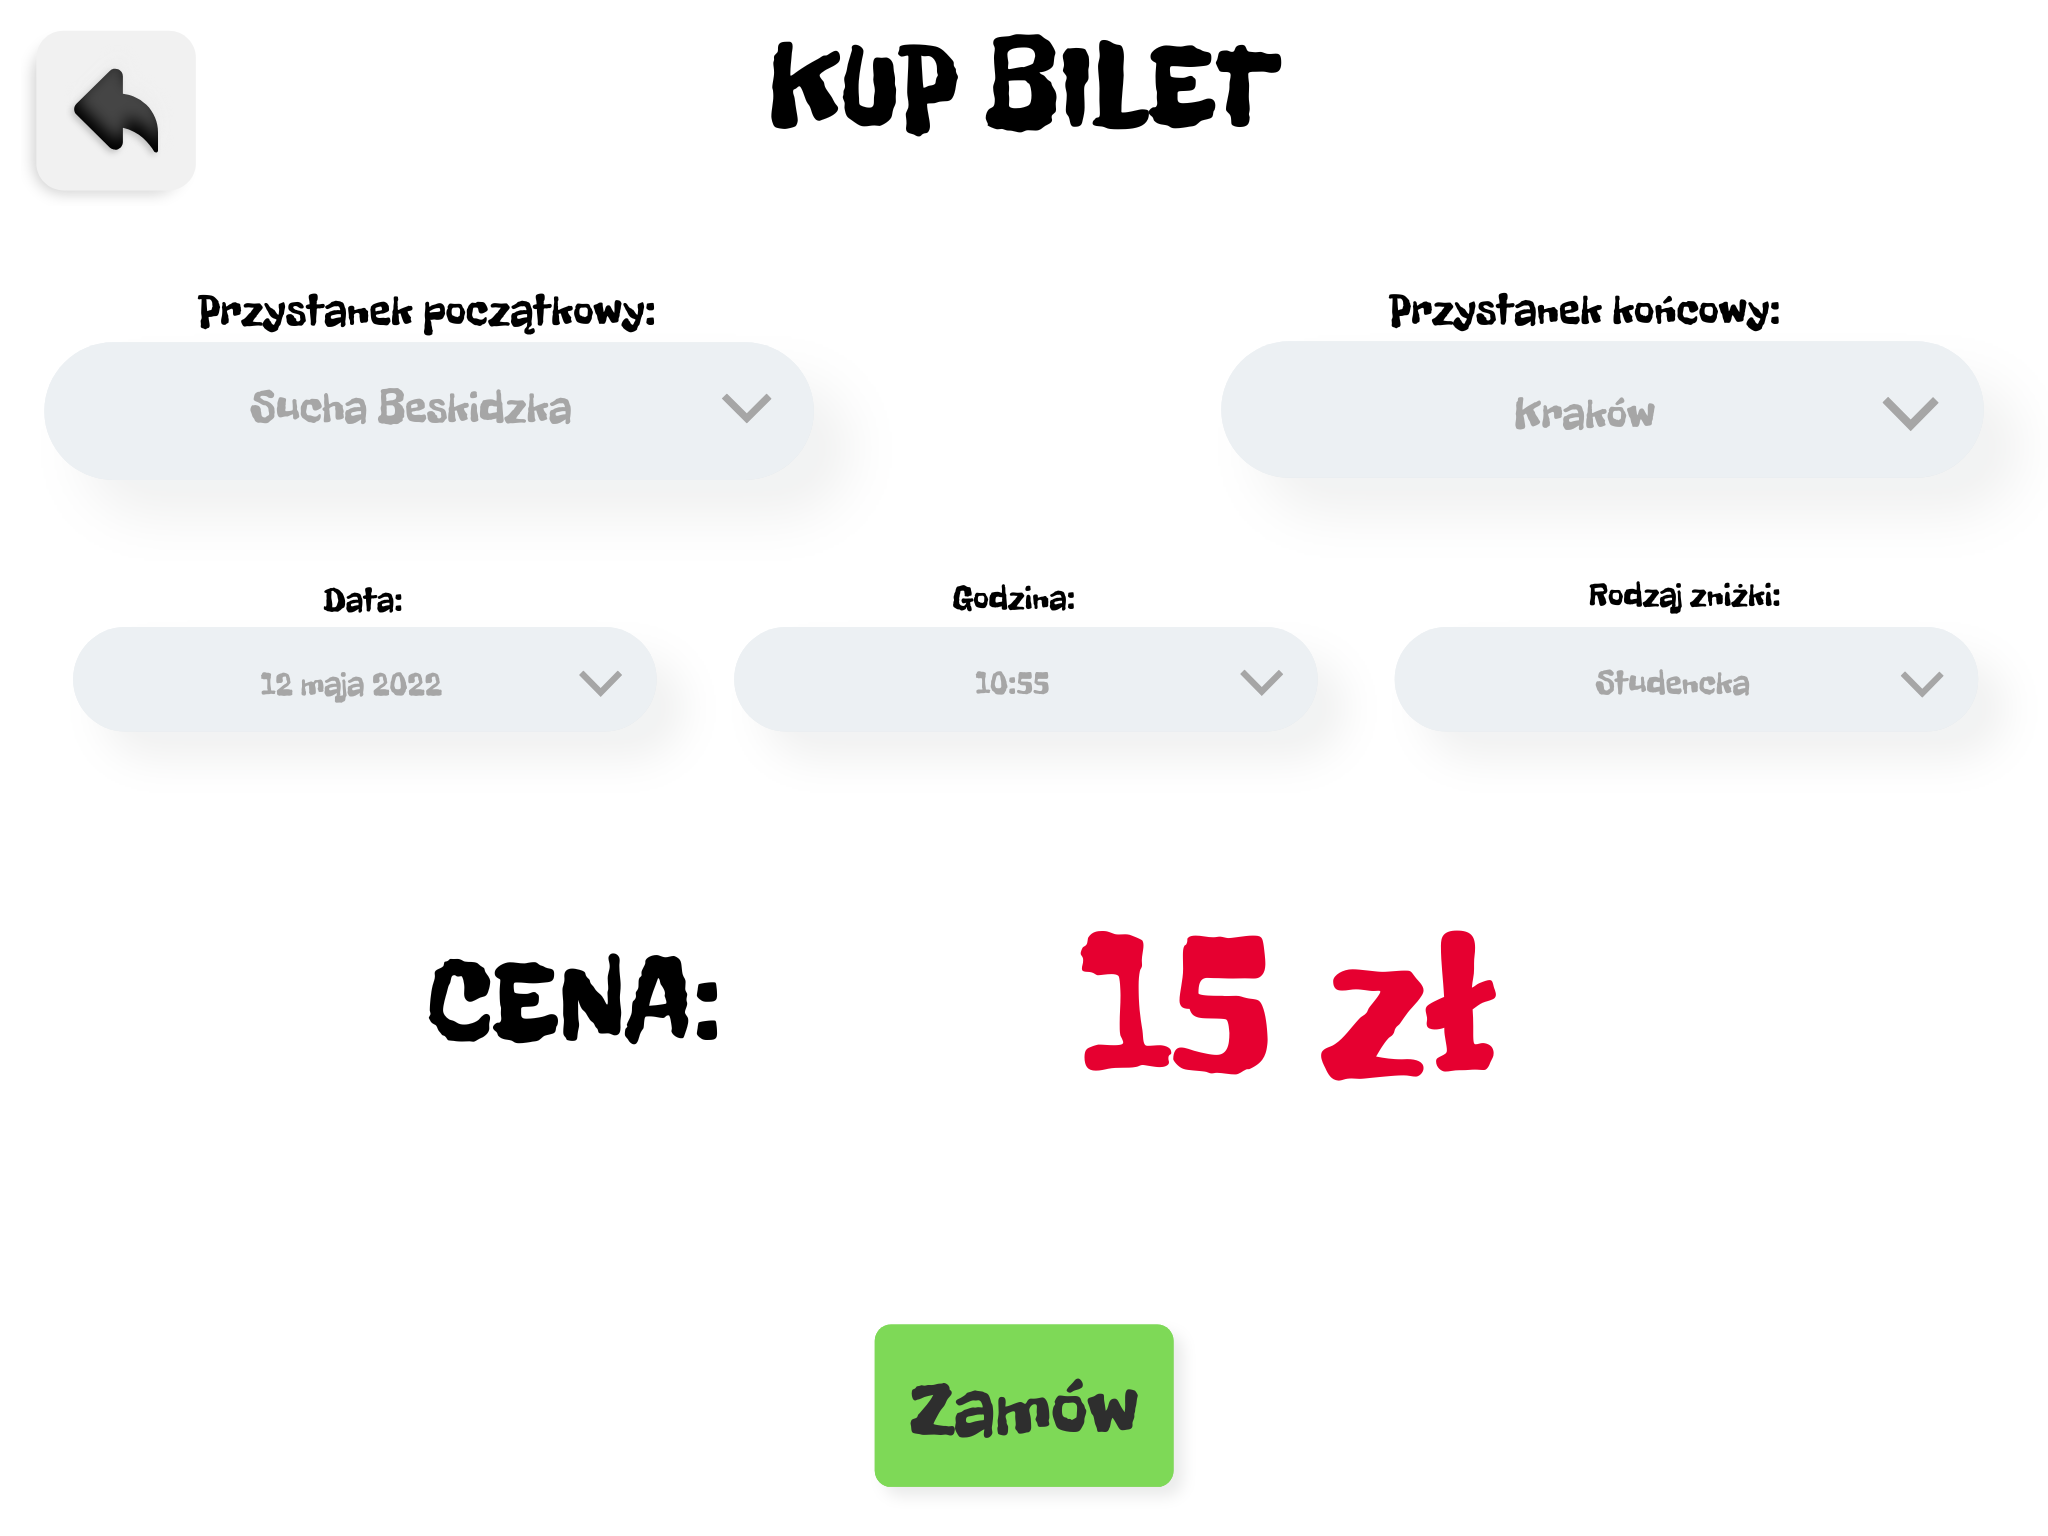 KUP BILET
Przystanek początkowy:
Przystanek końcowy:
Sucha Beskidzka
Kraków
Data:
Godzina:
Rodzaj zniżki:
12 maja 2022
10:55
Studencka
CENA:
15 zł
Zamów